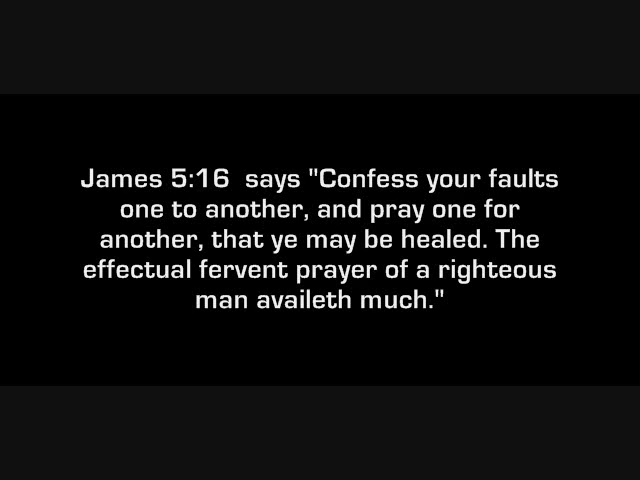 James 5:16  says "Confess your faults
one to another, and pray one for
another, that ye may be healed. The
effectual fervent prayer of a righteous
man availeth much."